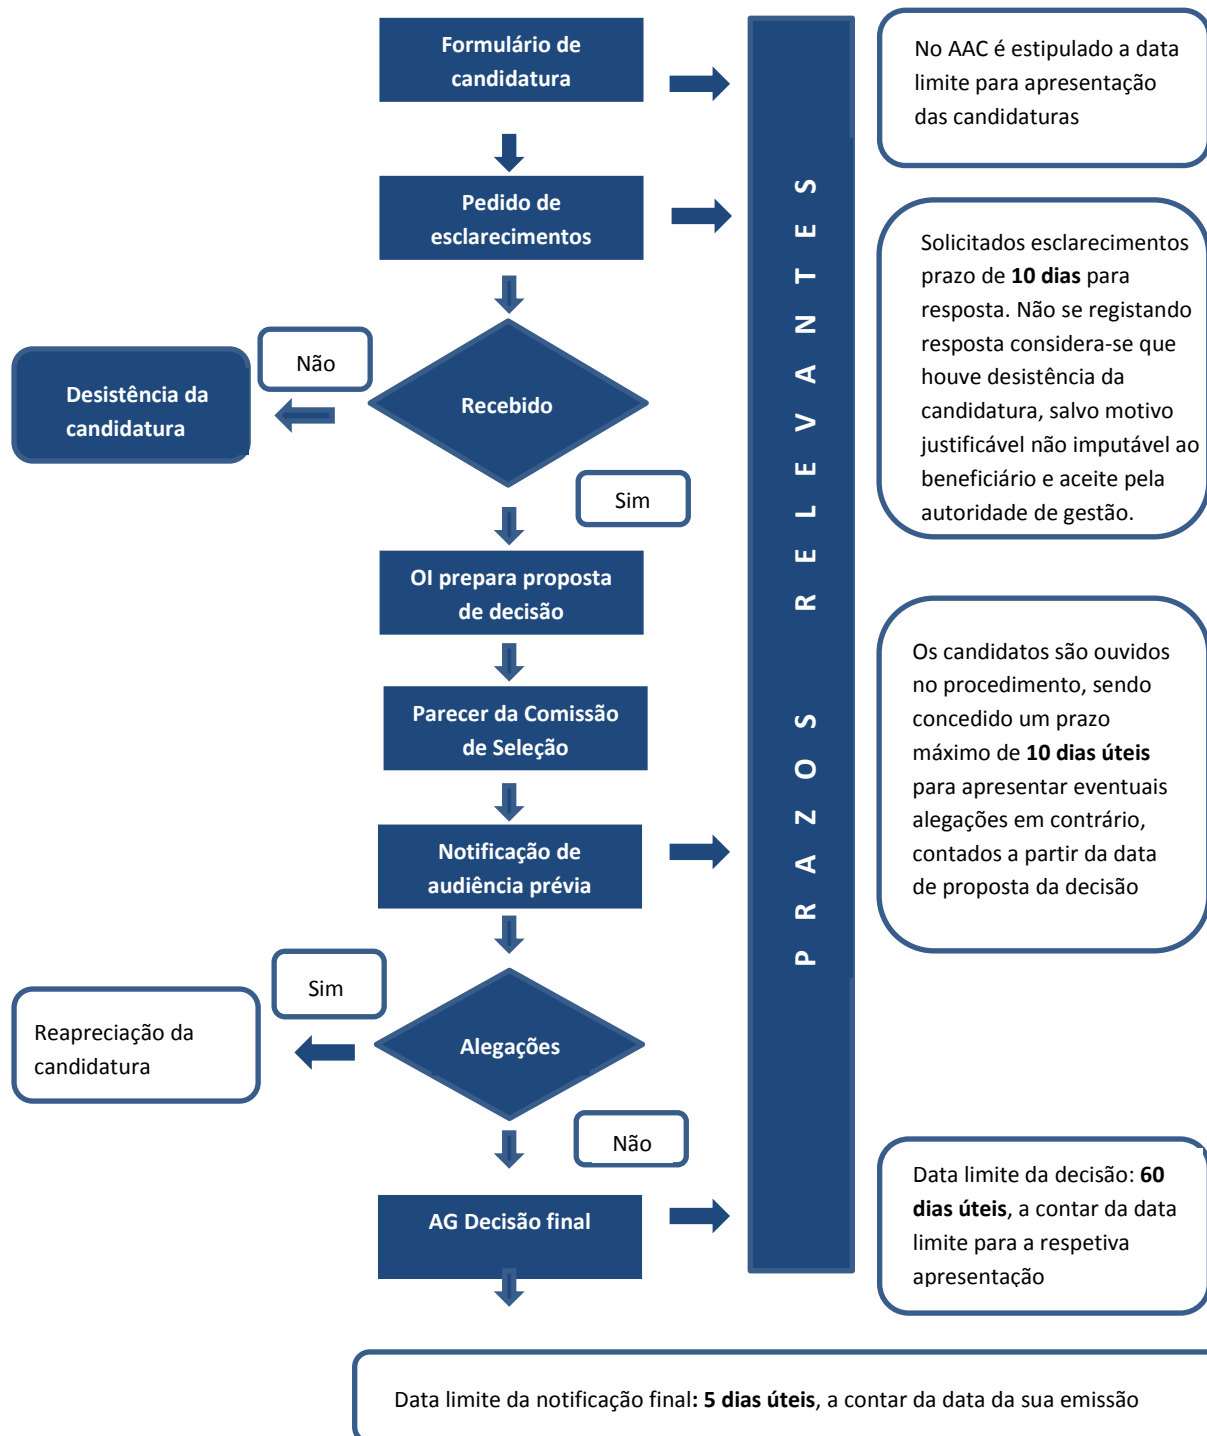 Formulário de
candidatura
No AAC é estipulado a data
limite para apresentação
das candidaturas
Pedido de
esclarecimentos
Solicitados esclarecimentos
prazo de 10 dias para
resposta. Não se registando
resposta considera-se que
houve desistência da
candidatura, salvo motivo
justificável não imputável ao
beneficiário e aceite pela
autoridade de gestão.
Não
Desistência da
candidatura
Recebido
Sim
OI prepara proposta
de decisão
Parecer da Comissão
de Seleção
PRAZOS RELEVANTES
Os candidatos são ouvidos
no procedimento, sendo
concedido um prazo
máximo de 10 dias úteis
para apresentar eventuais
alegações em contrário,
contados a partir da data
de proposta da decisão
Notificação de
audiência prévia
Sim
Reapreciação da
candidatura
Alegações
Não
AG Decisão final
Data limite da decisão: 60
dias úteis, a contar da data
limite para a respetiva
apresentação
Data limite da notificação final: 5 dias úteis, a contar da data da sua emissão